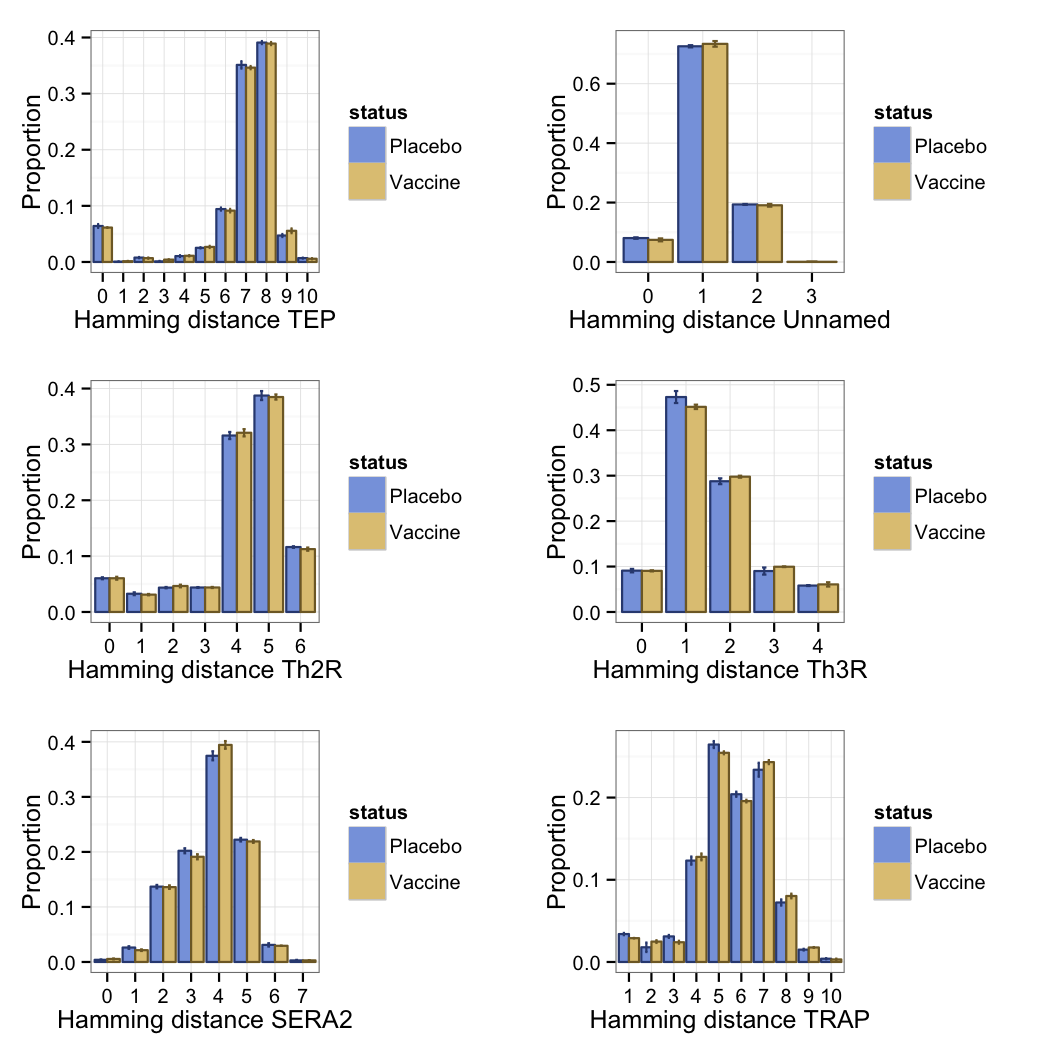 Proportion
0.4
0.3
0.2
0.1
0.0
0 1 2 3 4 5 6 7 8 9 10
Hamming distance TEP
status
Placebo
Vaccine
Proportion
0.6
0.4
0.2
0.0
0 1 2 3
Hamming distance Unnamed
status
Placebo
Vaccine
Proportion
0.4
0.3
0.2
0.1
0.0
0 1 2 3 4 5 6
Hamming distance Th2R
status
Placebo
Vaccine
Proportion
0.5
0.4
0.3
0.2
0.1
0.0
0 1 2 3 4
Hamming distance Th3R
status
Placebo
Vaccine
Proportion
0.4
0.3
0.2
0.1
0.0
0 1 2 3 4 5 6 7
Hamming distance SERA2
status
Placebo
Vaccine
Proportion
0.2
0.1
0.0
1 2 3 4 5 6 7 8 9 10
Hamming distance TRAP
status
Placebo
Vaccine